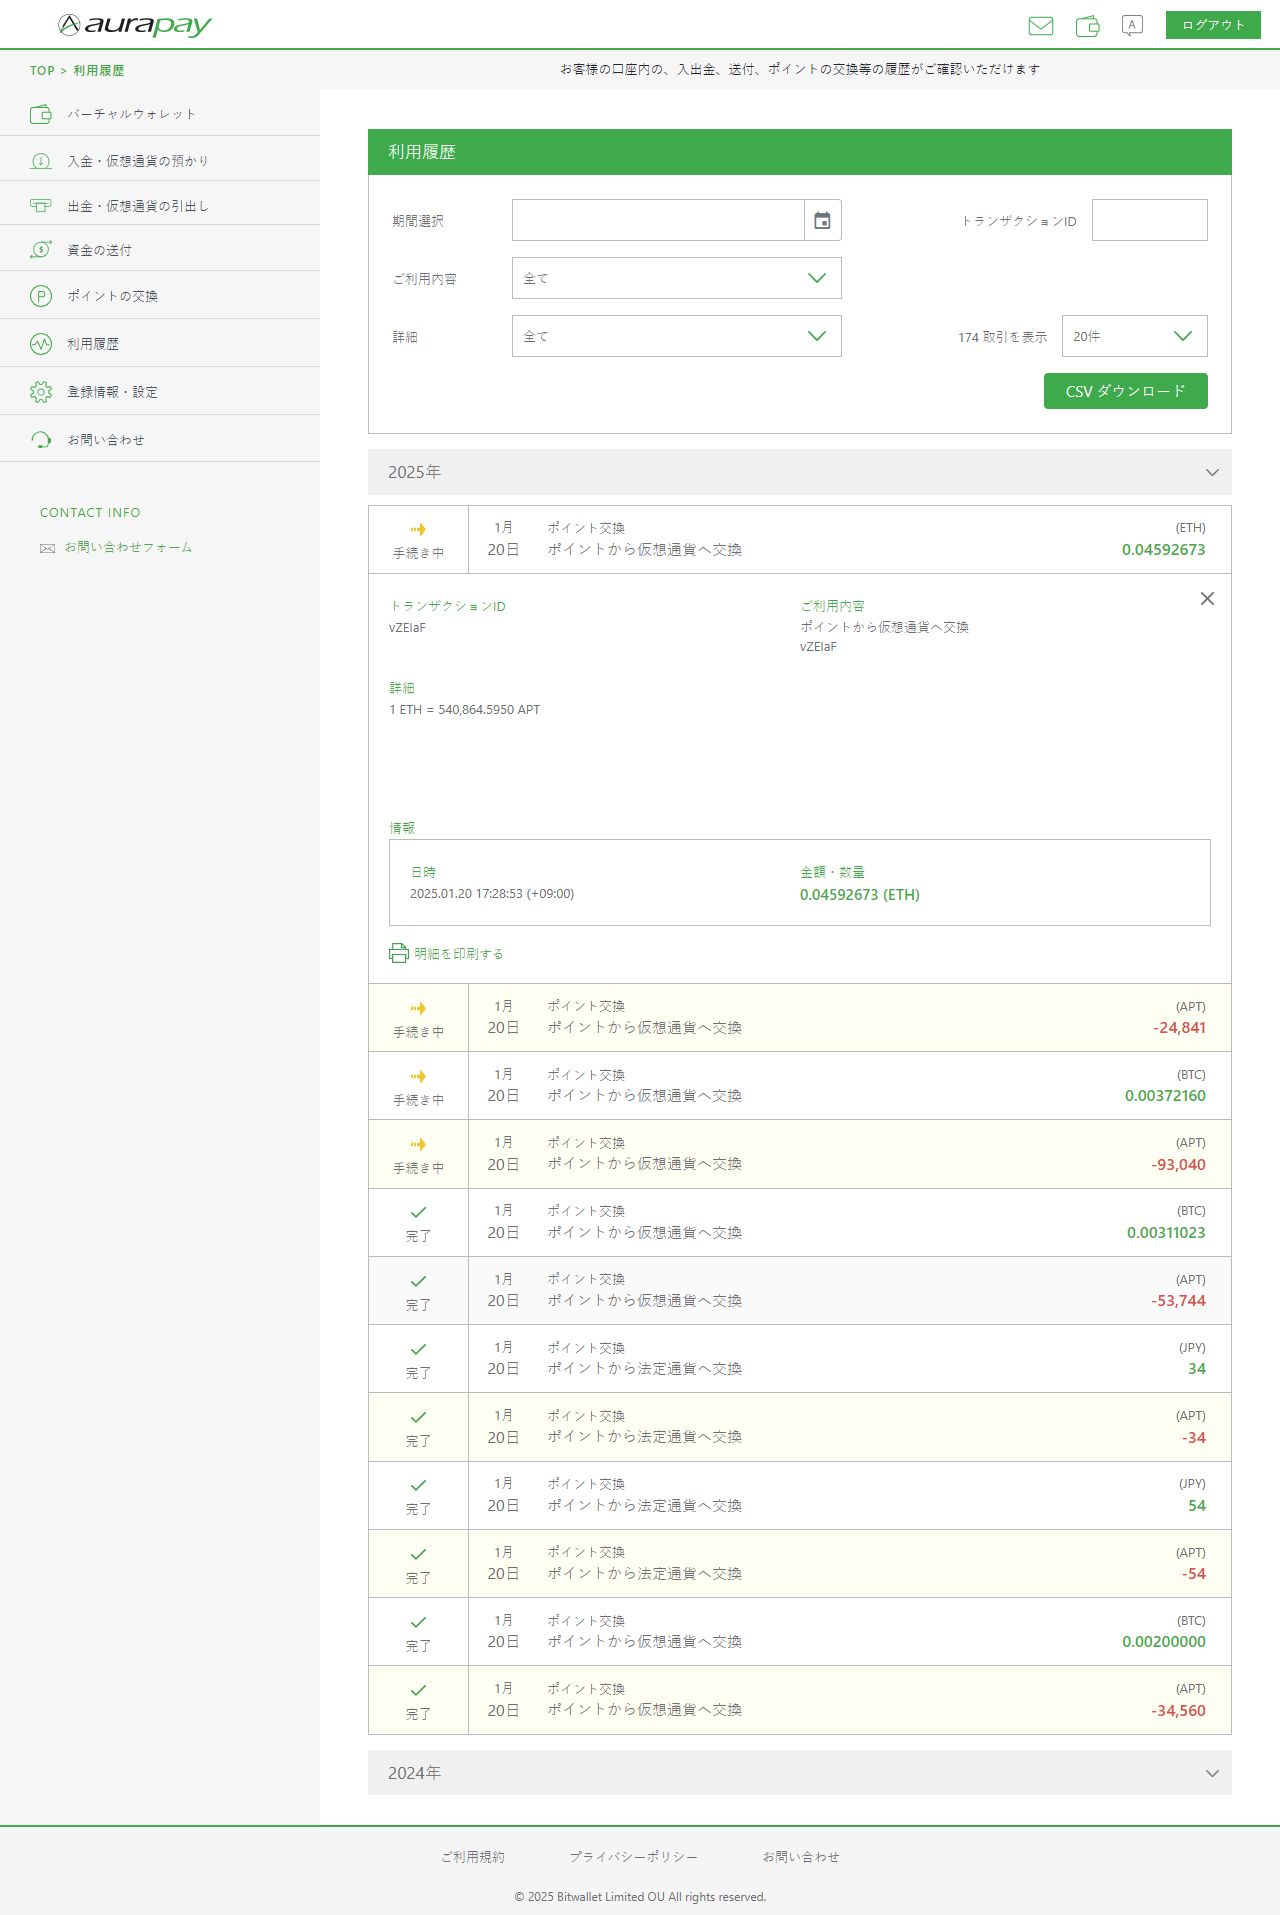 aurapay
ログアウト
TOP > 利用履歴
お客様の口座内の、入出金、送付、ポイントの交換等の履歴がご確認いただけます
バーチャルウォレット
入金・仮想通貨の預かり
出金・仮想通貨の引出し
資金の送付
ポイントの交換
利用履歴
登録情報・設定
お問い合わせ
CONTACT INFO
お問い合わせフォーム
利用履歴
期間選択
トランザクションID
ご利用内容
全て
詳細
全て
174 取引を表示
20件
CSV ダウンロード
2025年
手続き中
1月
20日
ポイント交換
ポイントから仮想通貨へ交換
(ETH)
0.04592673
トランザクションID
vZEIaF
ご利用内容
ポイントから仮想通貨へ交換
vZEIaF
詳細
1 ETH = 540,864.5950 APT
情報
日時
2025.01.20 17:28:53 (+09:00)
金額・数量
0.04592673 (ETH)
明細を印刷する
手続き中
1月
20日
ポイント交換
ポイントから仮想通貨へ交換
(APT)
-24,841
手続き中
1月
20日
ポイント交換
ポイントから仮想通貨へ交換
(BTC)
0.00372160
手続き中
1月
20日
ポイント交換
ポイントから仮想通貨へ交換
(APT)
-93,040
完了
1月
20日
ポイント交換
ポイントから仮想通貨へ交換
(BTC)
0.00311023
完了
1月
20日
ポイント交換
ポイントから仮想通貨へ交換
(APT)
-53,744
完了
1月
20日
ポイント交換
ポイントから法定通貨へ交換
(JPY)
34
完了
1月
20日
ポイント交換
ポイントから法定通貨へ交換
(APT)
-34
完了
1月
20日
ポイント交換
ポイントから法定通貨へ交換
(JPY)
54
完了
1月
20日
ポイント交換
ポイントから法定通貨へ交換
(APT)
-54
完了
1月
20日
ポイント交換
ポイントから仮想通貨へ交換
(BTC)
0.00200000
完了
1月
20日
ポイント交換
ポイントから仮想通貨へ交換
(APT)
-34,560
2024年
ご利用規約
プライバシーポリシー
お問い合わせ
© 2025 Bitwallet Limited OU All rights reserved.